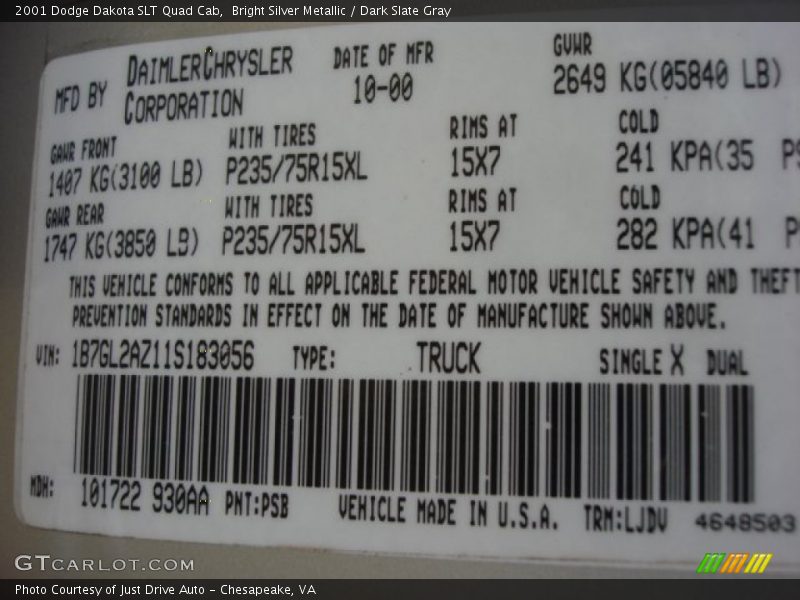 2001 Dodge Dakota SLT Quad Cab,  Bright Silver Metallic / Dark Slate Gray
MFD BY DAIMLERCHRYSLER CORPORATION
DATE OF MFR 10-00
GVWR 2649 KG(05840 LB)
GAWR FRONT WITH TIRES RIMS AT COLD
1407 KG(3100 LB) P235/75R15XL 15X7 241 KPA(35 PS
GAWR REAR WITH TIRES RIMS AT COLD
1747 KG(3850 LB) P235/75R15XL 15X7 282 KPA(41 P
THIS VEHICLE CONFORMS TO ALL APPLICABLE FEDERAL MOTOR VEHICLE SAFETY AND THEFT
PREVENTION STANDARDS IN EFFECT ON THE DATE OF MANUFACTURE SHOWN ABOVE.
VIN: 1B7GL2AZ11S183056 TYPE: TRUCK SINGLE X DUAL
MDH: 101722 930AA PNT:PSB VEHICLE MADE IN U.S.A. TRM:LJDV 4648503
GTCARLOT.COM
Photo Courtesy of Just Drive Auto – Chesapeake, VA